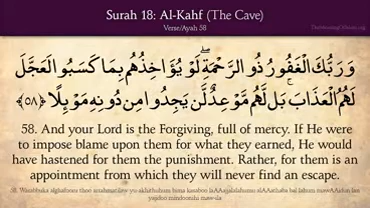 Surah 18: Al-Kahf (The Cave)
Verse/Ayah 58
وَرَبُّكَ الْغَفُورُ ذُو الرَّحْمَةِ ۖ لَوْ يُؤَاخِذُهُم بِمَا كَسَبُوا لَعَجَّلَ
لَهُمُ الْعَذَابَ ۚ بَل لَّهُم مَّوْعِدٌ لَّن يَجِدُوا مِن دُونِهِ مَوْئِلًا ﴿٥٨﴾
58. And your Lord is the Forgiving, full of mercy. If He were
to impose blame upon them for what they earned, He would
have hastened for them the punishment. Rather, for them is an
appointment from which they will never find an escape.